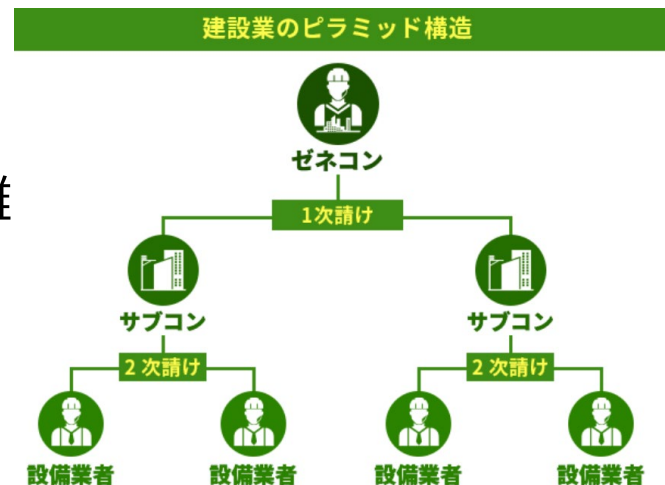 建設業のピラミッド構造
ゼネコン
1次請け
サブコン
サブコン
2次請け
2次請け
設備業者
設備業者
設備業者
設備業者